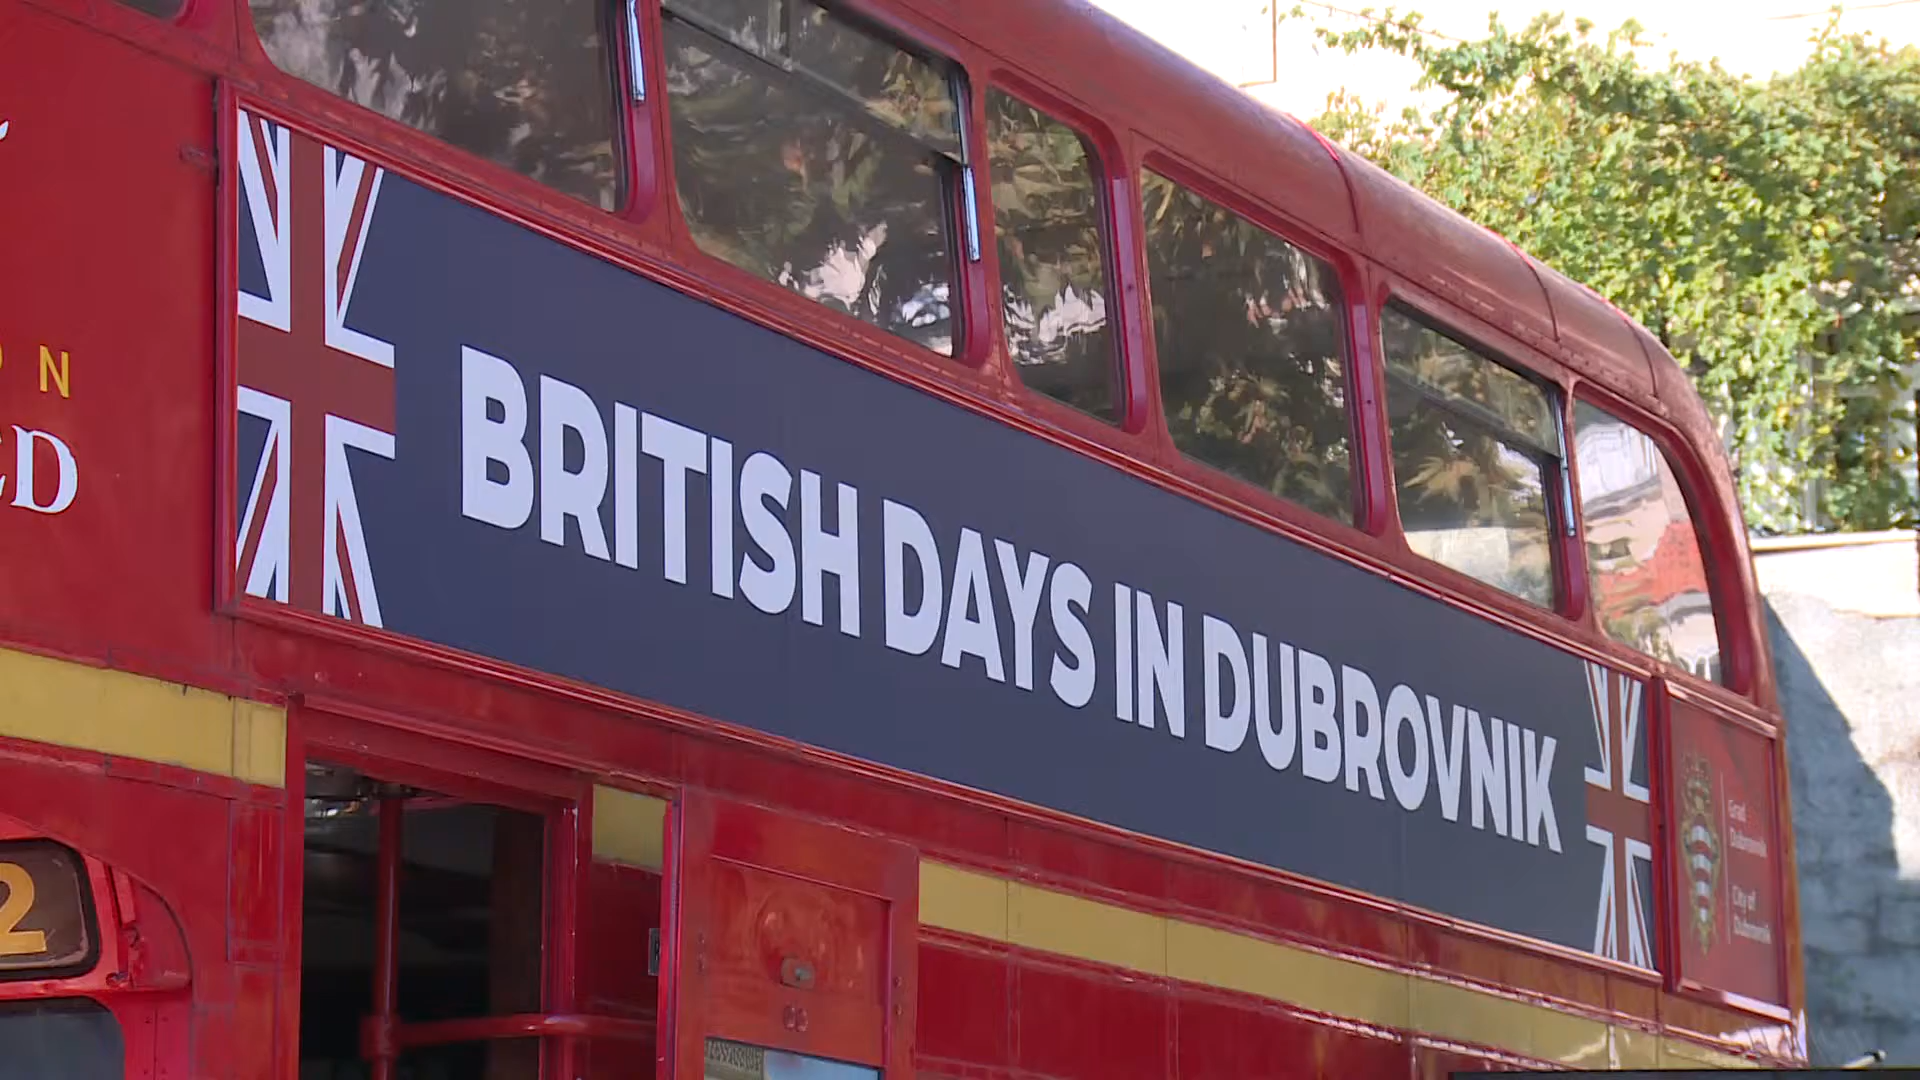 BRITISH DAYS IN DUBROVNIK
N
ED
2
Grad
Dubrovnik
City of
Dubrovnik